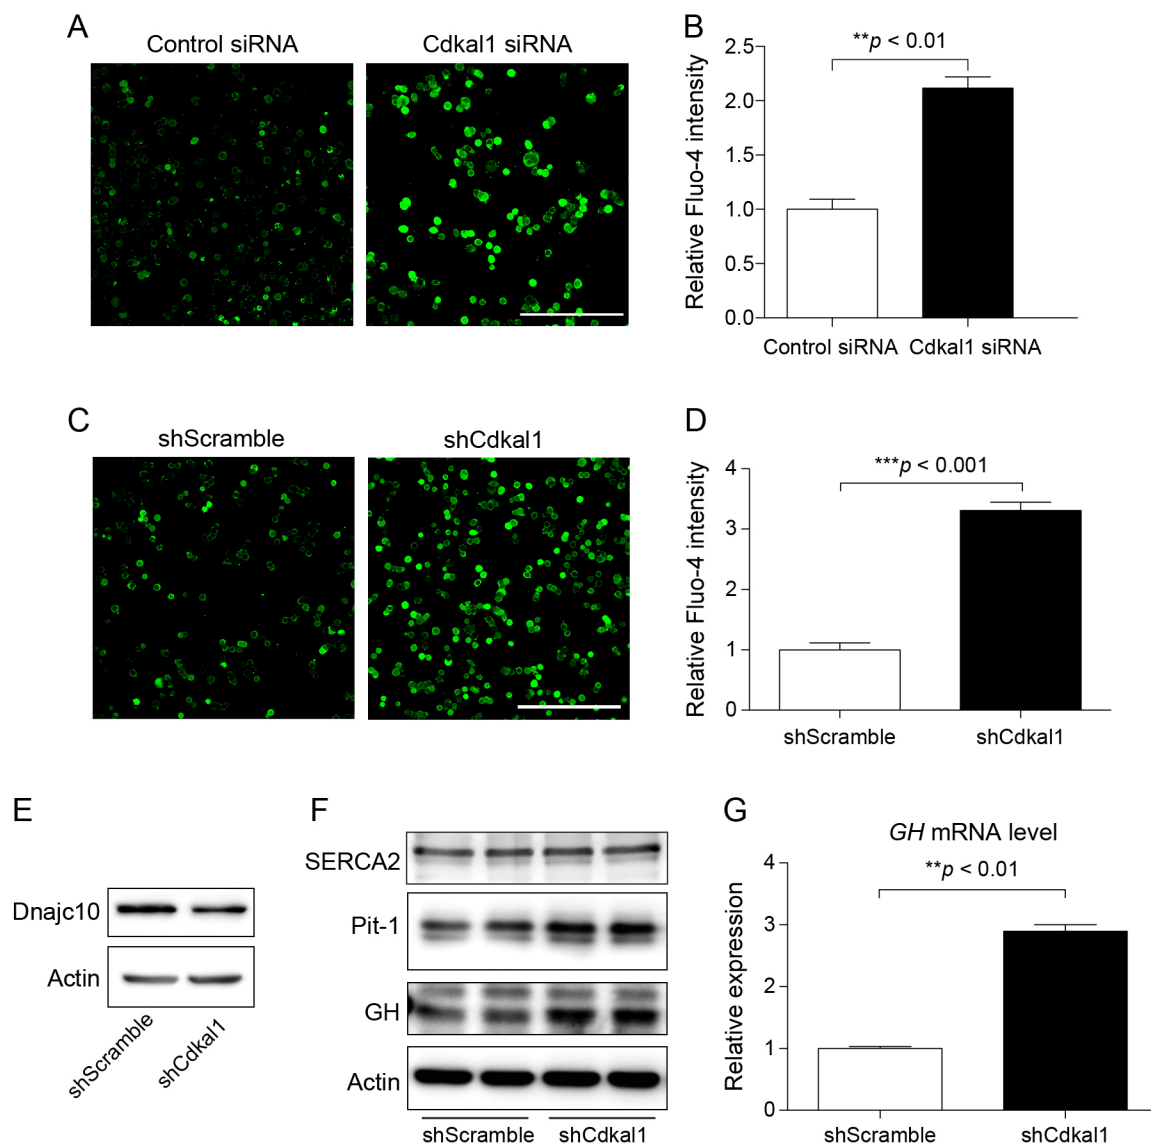 A
Control siRNA
Cdkal1 siRNA
B
**p < 0.01
Relative Fluo-4 intensity
2.5
2.0
1.5
1.0
0.5
0.0
Control siRNA
Cdkal1 siRNA
C
shScramble
shCdkal1
D
***p < 0.001
Relative Fluo-4 intensity
4
3
2
1
0
shScramble
shCdkal1
E
Dnajc10
Actin
shScramble
shCdkal1
F
SERCA2
Pit-1
GH
Actin
shScramble
shCdkal1
G
GH mRNA level
**p < 0.01
Relative expression
4
3
2
1
0
shScramble
shCdkal1